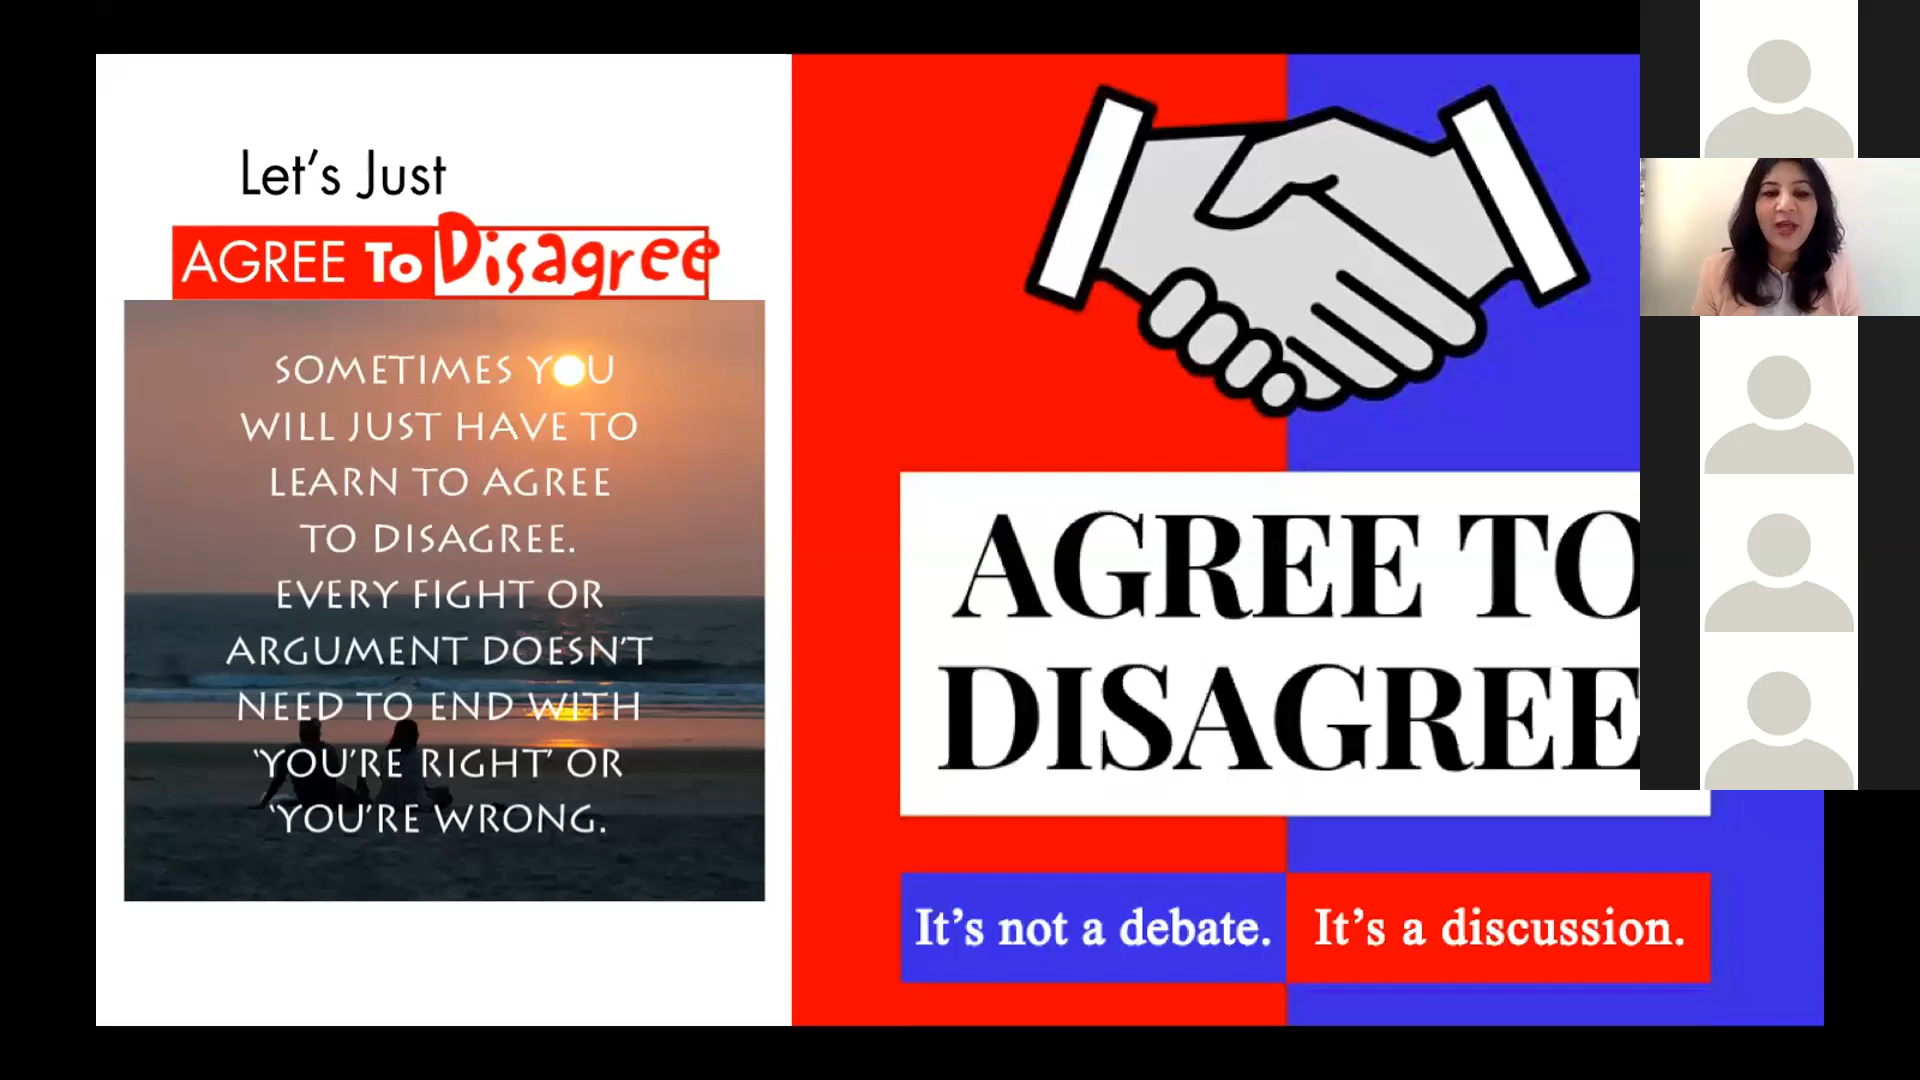 Let's Just
AGREE To Disagree
SOMETIMES YOU
WILL JUST HAVE TO
LEARN TO AGREE
TO DISAGREE.
EVERY FIGHT OR
ARGUMENT DOESN'T
NEED TO END WITH
'YOU'RE RIGHT' OR
'YOU'RE WRONG.
AGREE TO
DISAGREE
It's not a debate. It's a discussion.